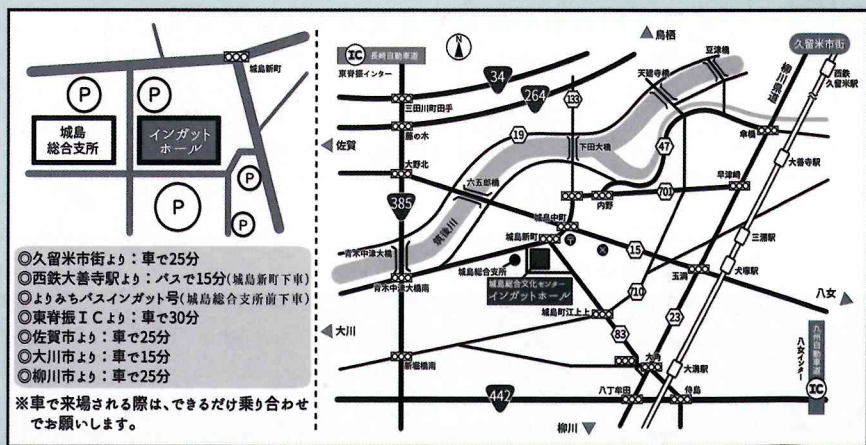 城島新町
P
P
城島
総合支所
インガット
ホール
P
P
P
◎久留米市街より：車で25分
◎西鉄大善寺駅より：バスで15分(城島新町下車)
◎よりみちバスインガット号(城島総合支所前下車)
◎東脊振ＩＣより：車で30分
◎佐賀市より：車で25分
◎大川市より：車で15分
◎柳川市より：車で25分
※車で来場される際は、できるだけ乗り合わせ
でお願いします。
IC 長崎自動車道
東脊振インター
N
鳥栖
久留米市街
豆津橋
天建寺橋
柳川県道
西鉄
久留米駅
34
264
133
三田川町田手
藤の木
佐賀
19
大野北
下田大橋
47
傘橋
大善寺駅
六五郎橋
早津崎
701
内野
385
筑後川
城島中町
城島新町
三潴駅
青木中津大橋
15
城島総合支所
玉満
犬塚駅
青木中津大橋南
城島総合文化センター
インガットホール
八女
710
城島町江上上
23
大川
83
九州自動車道
八女インター
IC
新堀橋南
大角
大溝駅
442
八丁牟田
侍島
柳川